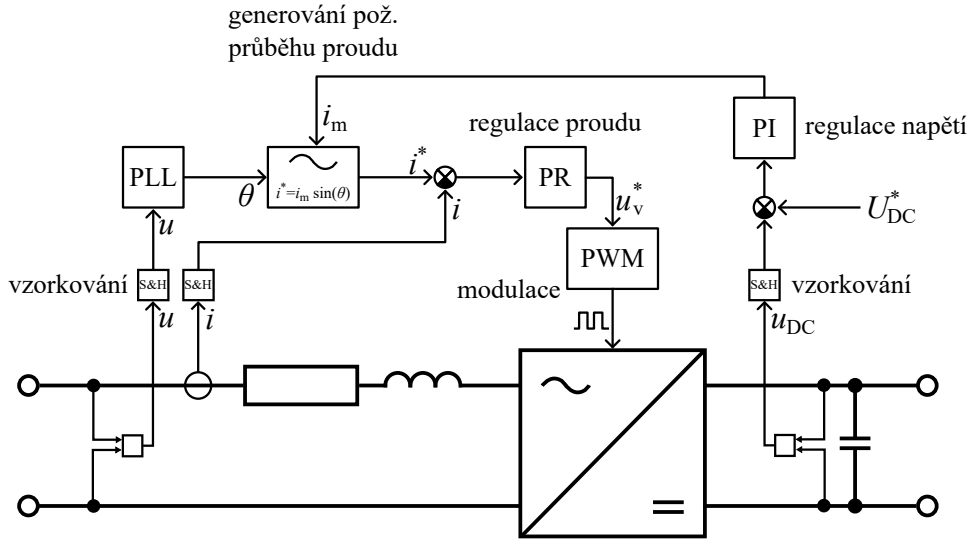 generování pož.
průběhu proudu
i_m
regulace proudu
PI
regulace napětí
PLL
θ
i*=i_m sin(θ)
i*
i
PR
u_v*
U_DC*
u
PWM
vzorkování
S&H
S&H
modulace
S&H
vzorkování
u
i
u_DC